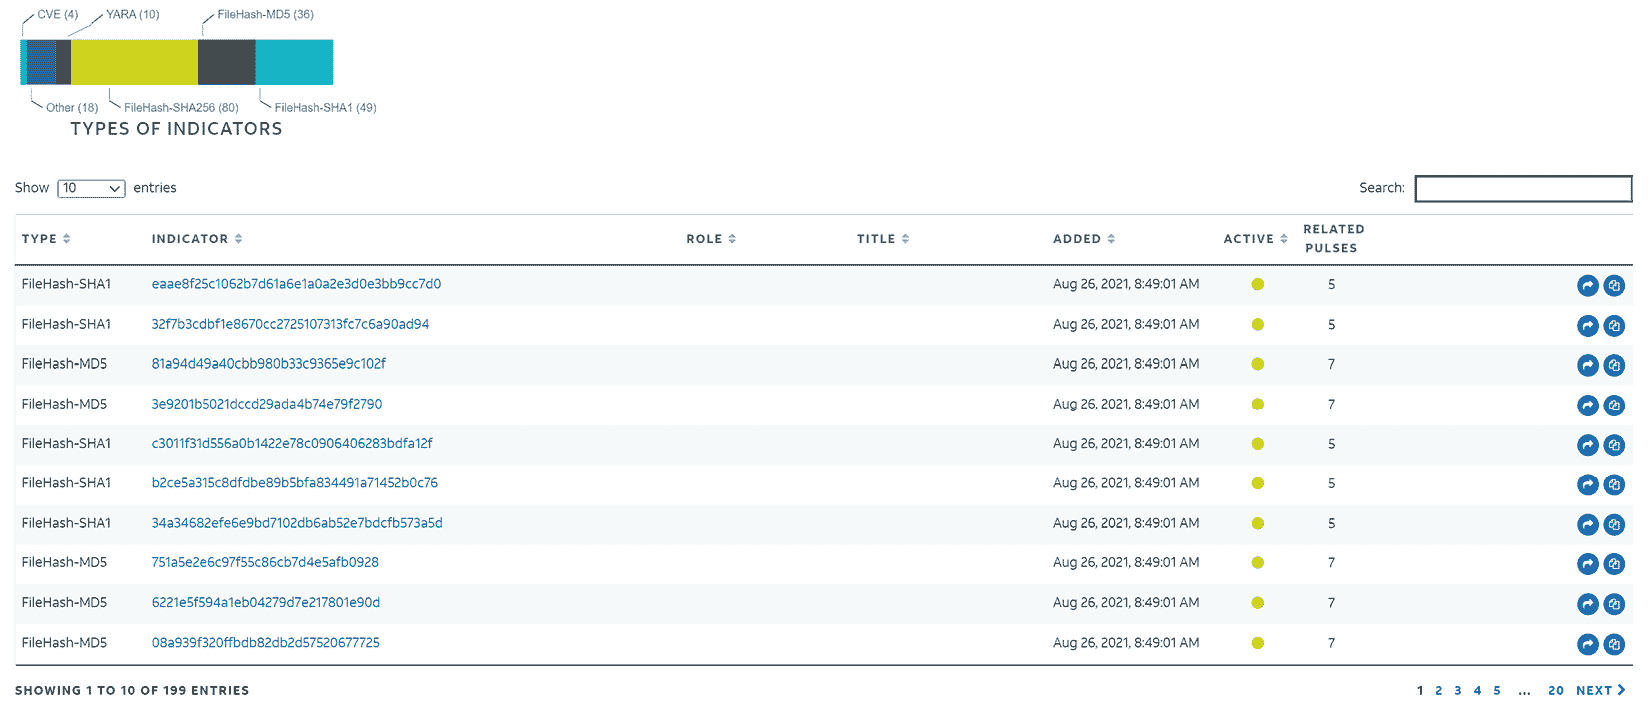 CVE (4) YARA (10) FileHash-MD5 (36)
Other (18) FileHash-SHA256 (80) FileHash-SHA1 (49)
TYPES OF INDICATORS
Show 10 entries Search:
TYPE INDICATOR ROLE TITLE ADDED ACTIVE RELATED PULSES
FileHash-SHA1 eaae8f25c1062b7d61a6e1a0a2e3d0e3bb9cc7d0 Aug 26, 2021, 8:49:01 AM 5
FileHash-SHA1 32f7b3cdbf1e8670cc2725107313fc7c6a90ad94 Aug 26, 2021, 8:49:01 AM 5
FileHash-MD5 81a94d49a40cbb980b33c9365e9c102f Aug 26, 2021, 8:49:01 AM 7
FileHash-MD5 3e9201b5021dccd29ada4b74e79f2790 Aug 26, 2021, 8:49:01 AM 7
FileHash-SHA1 c3011f31d556a0b1422e78c0906406283bdfa12f Aug 26, 2021, 8:49:01 AM 5
FileHash-SHA1 b2ce5a315c8dfdbe89b5bfa834491a71452b0c76 Aug 26, 2021, 8:49:01 AM 5
FileHash-SHA1 34a34682efe6e9bd7102db6ab52e7bdcfb573a5d Aug 26, 2021, 8:49:01 AM 5
FileHash-MD5 751a5e2e6c97f55c86cb7d4e5afb0928 Aug 26, 2021, 8:49:01 AM 7
FileHash-MD5 6221e5f594a1eb04279d7e217801e90d Aug 26, 2021, 8:49:01 AM 7
FileHash-MD5 08a939f320ffbdb82db2d57520677725 Aug 26, 2021, 8:49:01 AM 7
SHOWING 1 TO 10 OF 199 ENTRIES 1 2 3 4 5 ... 20 NEXT